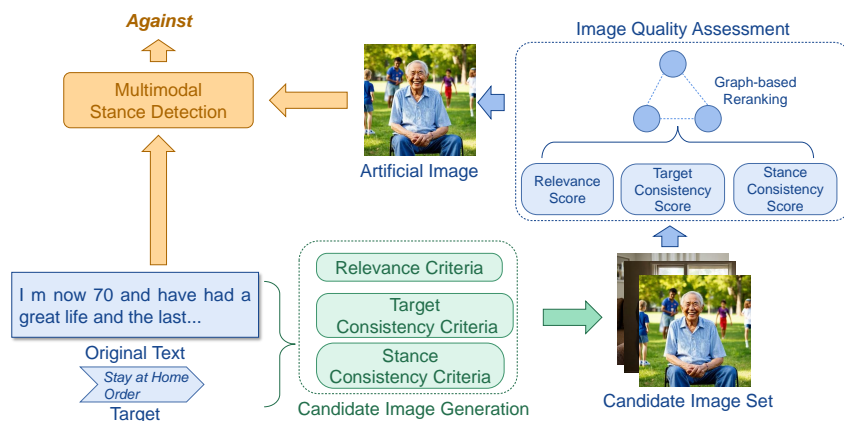 Against
Multimodal
Stance Detection
Artificial Image
Image Quality Assessment
Graph-based
Reranking
Relevance
Score
Target
Consistency
Score
Stance
Consistency
Score
I m now 70 and have had a
great life and the last...
Original Text
Stay at Home
Order
Target
Relevance Criteria
Target
Consistency Criteria
Stance
Consistency Criteria
Candidate Image Generation
Candidate Image Set